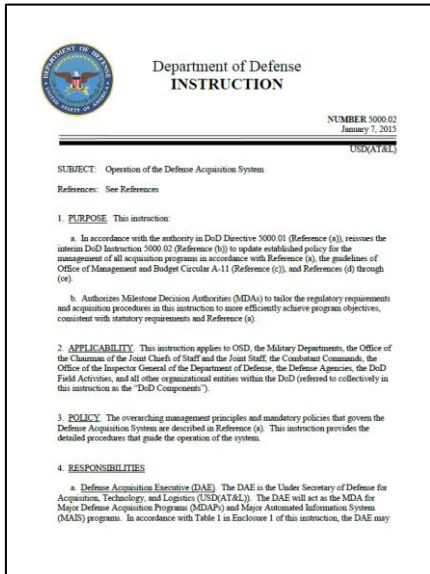 DEPARTMENT OF DEFENSE
UNITED STATES OF AMERICA
Department of Defense
INSTRUCTION
NUMBER 5000.02
January 7, 2015
USD(AT&L)
SUBJECT: Operation of the Defense Acquisition System
References: See References
1. PURPOSE. This instruction:
a. In accordance with the authority in DoD Directive 5000.01 (Reference (a)), reissues the
interim DoD Instruction 5000.02 (Reference (b)) to update established policy for the
management of all acquisition programs in accordance with Reference (a), the guidelines of
Office of Management and Budget Circular A-11 (Reference (c)), and References (d) through
(ce).
b. Authorizes Milestone Decision Authorities (MDAs) to tailor the regulatory requirements
and acquisition procedures in this instruction to more efficiently achieve program objectives,
consistent with statutory requirements and Reference (a).
2. APPLICABILITY. This instruction applies to OSD, the Military Departments, the Office of
the Chairman of the Joint Chiefs of Staff and the Joint Staff, the Combatant Commands, the
Office of the Inspector General of the Department of Defense, the Defense Agencies, the DoD
Field Activities, and all other organizational entities within the DoD (referred to collectively in
this instruction as the "DoD Components").
3. POLICY. The overarching management principles and mandatory policies that govern the
Defense Acquisition System are described in Reference (a). This instruction provides the
detailed procedures that guide the operation of the system.
4. RESPONSIBILITIES
a. Defense Acquisition Executive (DAE). The DAE is the Under Secretary of Defense for
Acquisition, Technology, and Logistics (USD(AT&L)). The DAE will act as the MDA for
Major Defense Acquisition Programs (MDAPs) and Major Automated Information System
(MAIS) programs. In accordance with Table 1 in Enclosure 1 of this instruction, the DAE may